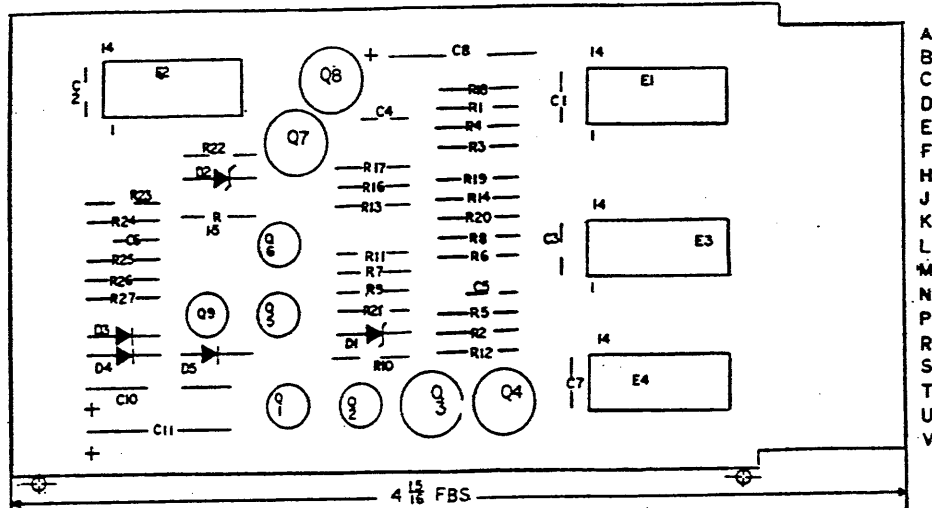 14
C8
14
A
B
+
E2
Q8
E1
C
C2
R18
C1
D
R1
C4
R4
E
1
Q7
1
R3
F
R22
R17
D2
H
R19
R16
R23
R14
J
R13
R24
R
15
R20
K
C6
Q6
R8
C3
E3
L
R25
R11
R6
M
R26
R7
R27
R9
C5
1
N
Q9
Q5
R21
R5
P
D3
D1
R2
14
R
D4
D5
R10
R12
S
C7
E4
C10
Q1
Q2
Q3
Q4
T
+
U
C11
1
V
+
4 15/16 FBS